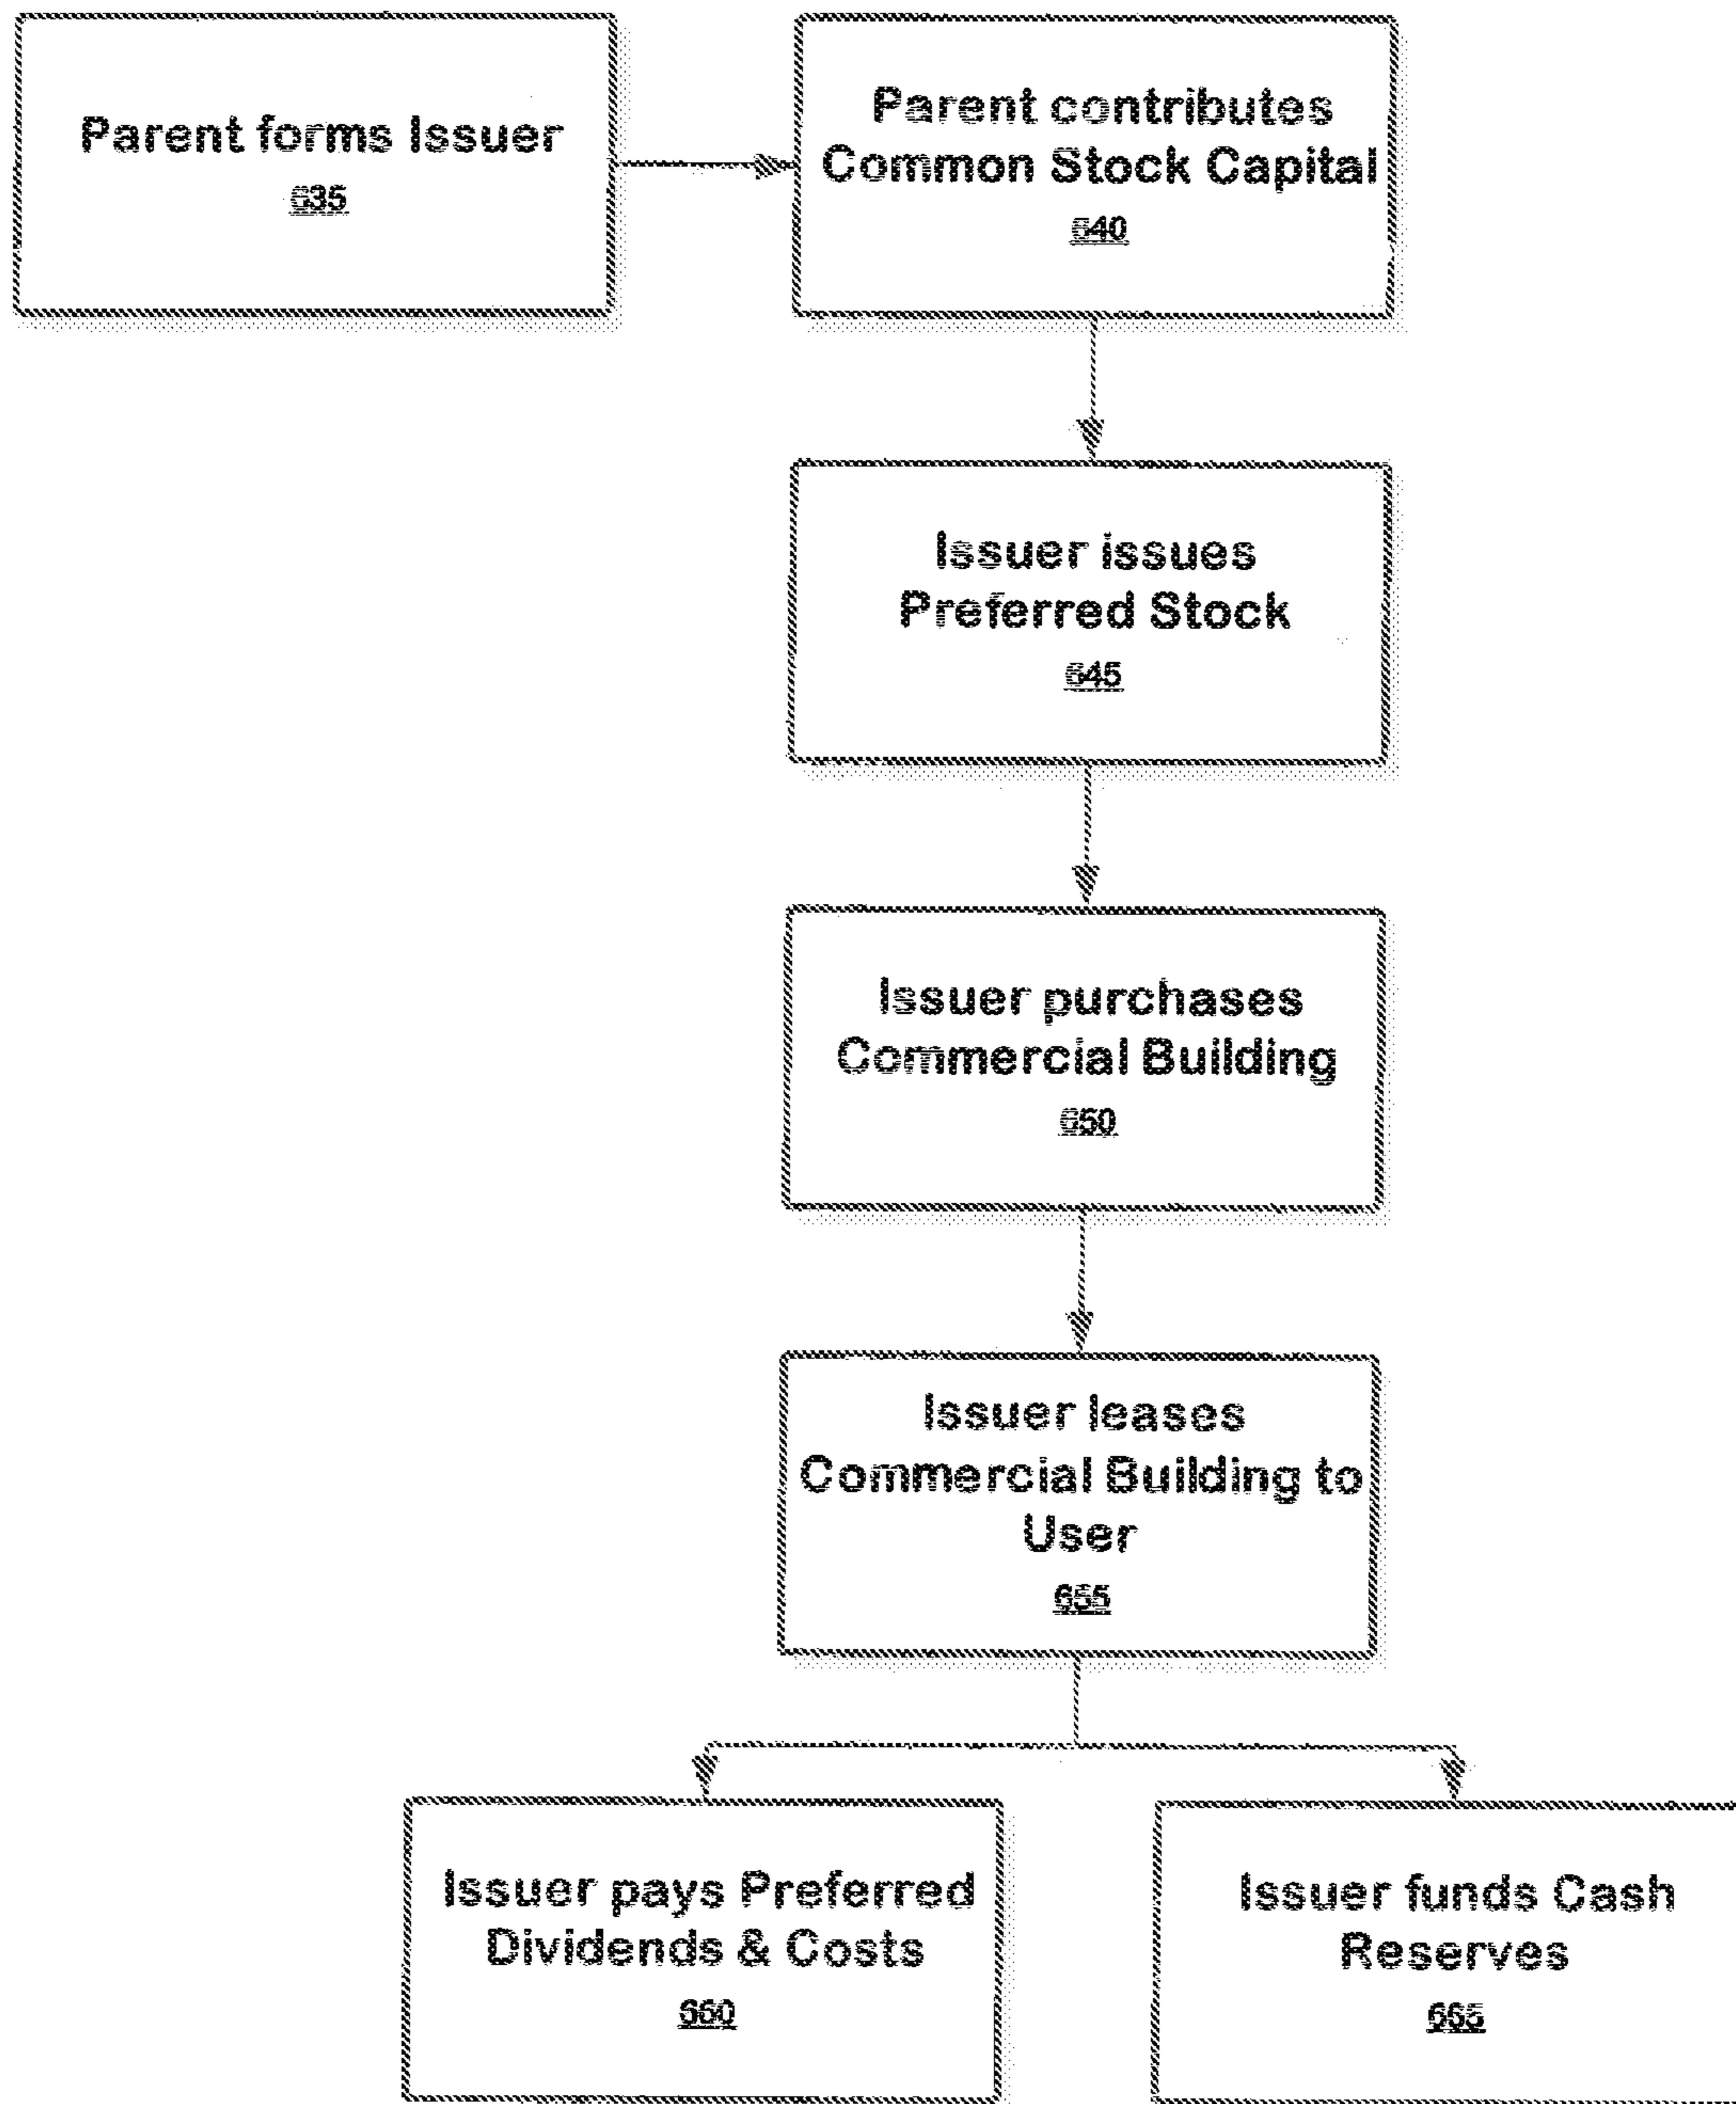 Parent forms Issuer
635
Parent contributes
Common Stock Capital
640
Issuer issues
Preferred Stock
645
Issuer purchases
Commercial Building
650
Issuer leases
Commercial Building to
User
655
Issuer pays Preferred
Dividends & Costs
660
Issuer funds Cash
Reserves
665